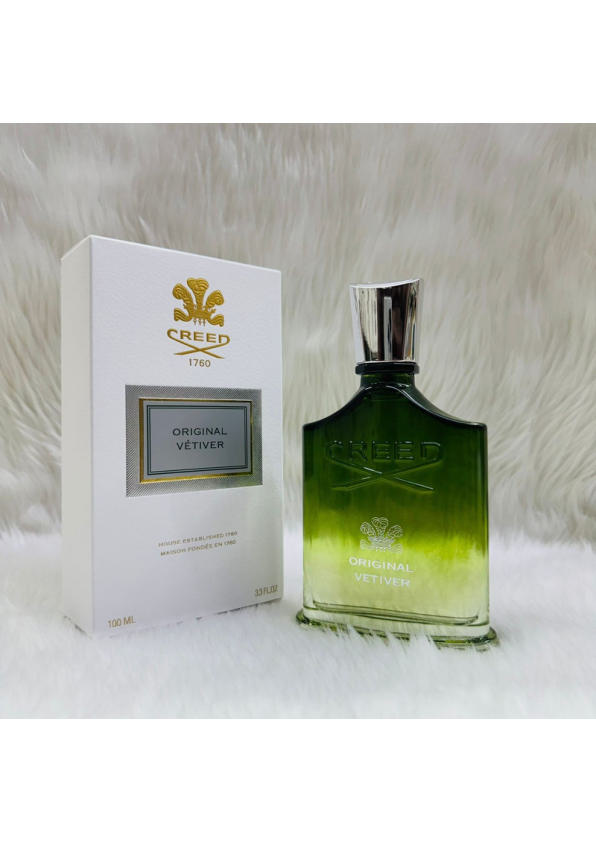 CREED
1760
ORIGINAL
VÉTIVER
HOUSE ESTABLISHED 1760
MAISON FONDÉE EN 1760
100 ML
3.3 FL.OZ
CREED
ORIGINAL
VETIVER